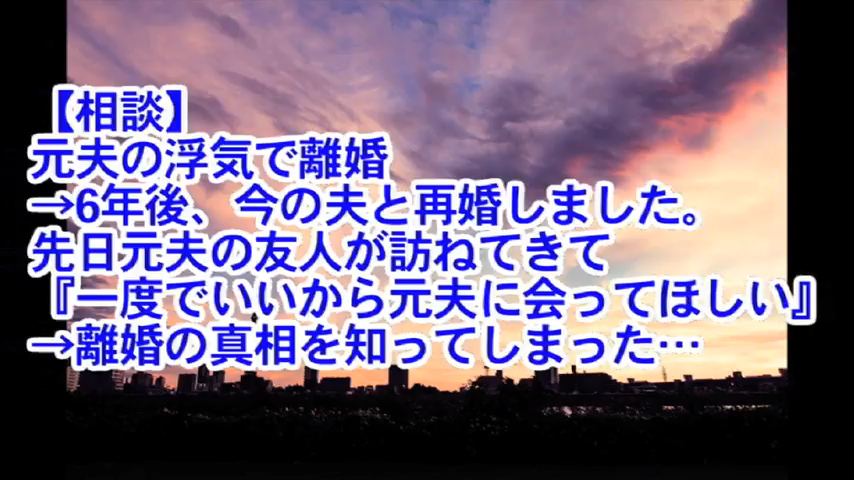 【相談】
元夫の浮気で離婚
→6年後、今の夫と再婚しました。
先日元夫の友人が訪ねてきて
『一度でいいから元夫に会ってほしい』
→離婚の真相を知ってしまった…